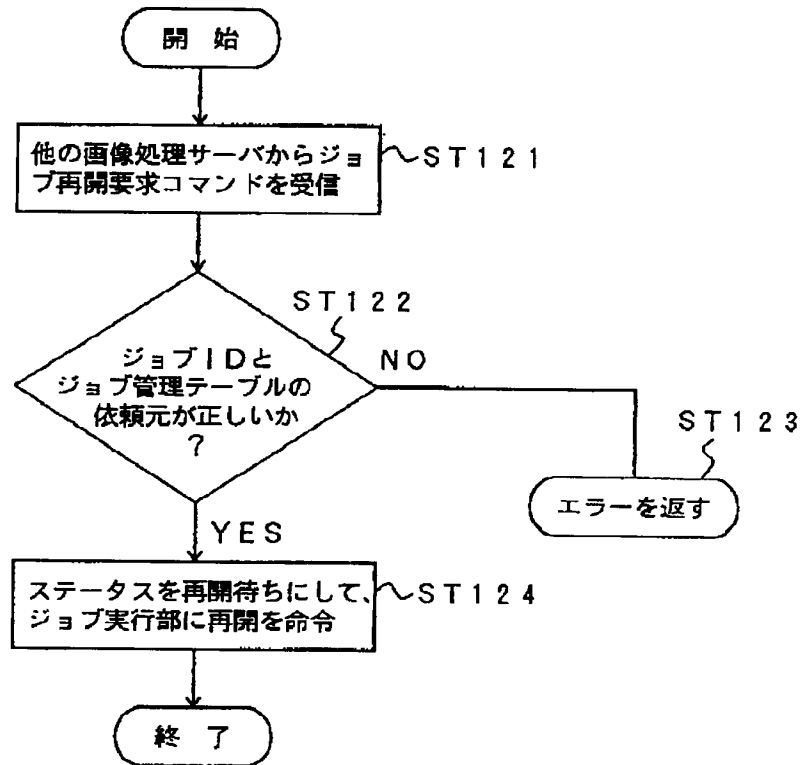 開 始
他の画像処理サーバからジョ
ブ再開要求コマンドを受信
ST121
ST122
ジョブIDと
ジョブ管理テーブルの
依頼元が正しいか
?
NO
ST123
エラーを返す
YES
ステータスを再開待ちにして、
ジョブ実行部に再開を命令
ST124
終 了